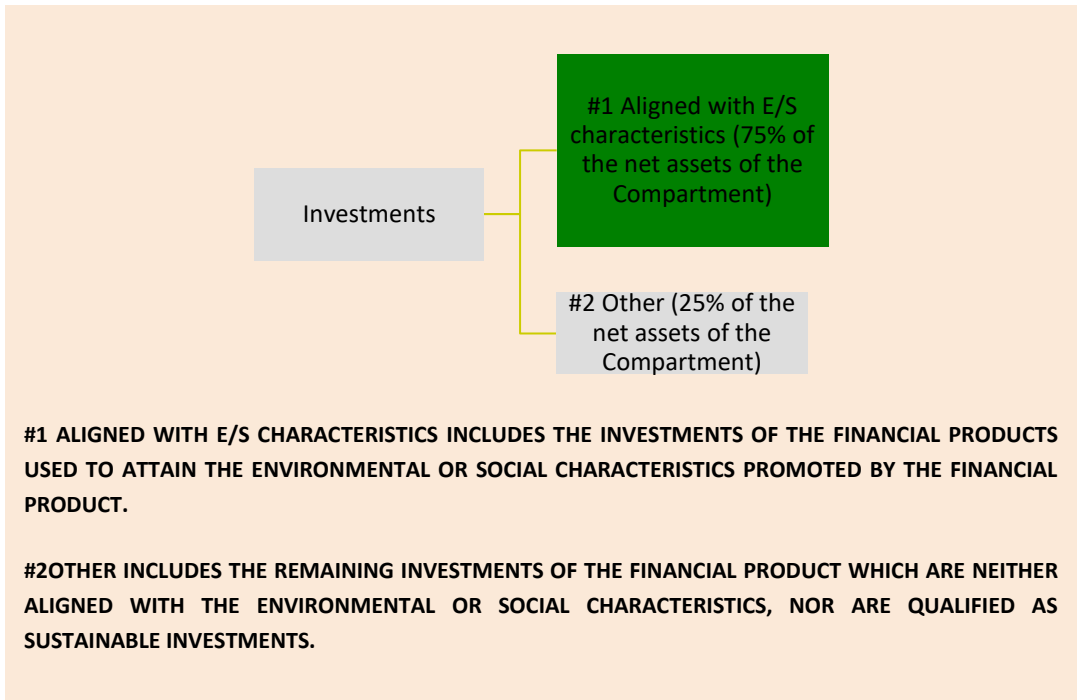 #1 Aligned with E/S
characteristics (75% of
the net assets of the
Compartment)
Investments
#2 Other (25% of the
net assets of the
Compartment)
#1 ALIGNED WITH E/S CHARACTERISTICS INCLUDES THE INVESTMENTS OF THE FINANCIAL PRODUCTS
USED TO ATTAIN THE ENVIRONMENTAL OR SOCIAL CHARACTERISTICS PROMOTED BY THE FINANCIAL
PRODUCT.
#2OTHER INCLUDES THE REMAINING INVESTMENTS OF THE FINANCIAL PRODUCT WHICH ARE NEITHER
ALIGNED WITH THE ENVIRONMENTAL OR SOCIAL CHARACTERISTICS, NOR ARE QUALIFIED AS
SUSTAINABLE INVESTMENTS.